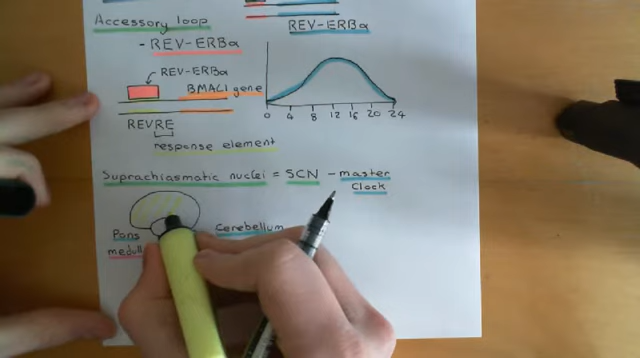 Accessory loop
REV-ERBα
- REV-ERBα
REV-ERBα
BMAL1 gene
REVRE
response element
0 4 8 12 16 20 24
Suprachiasmatic nuclei = SCN - master
Clock
Pons
Cerebellum